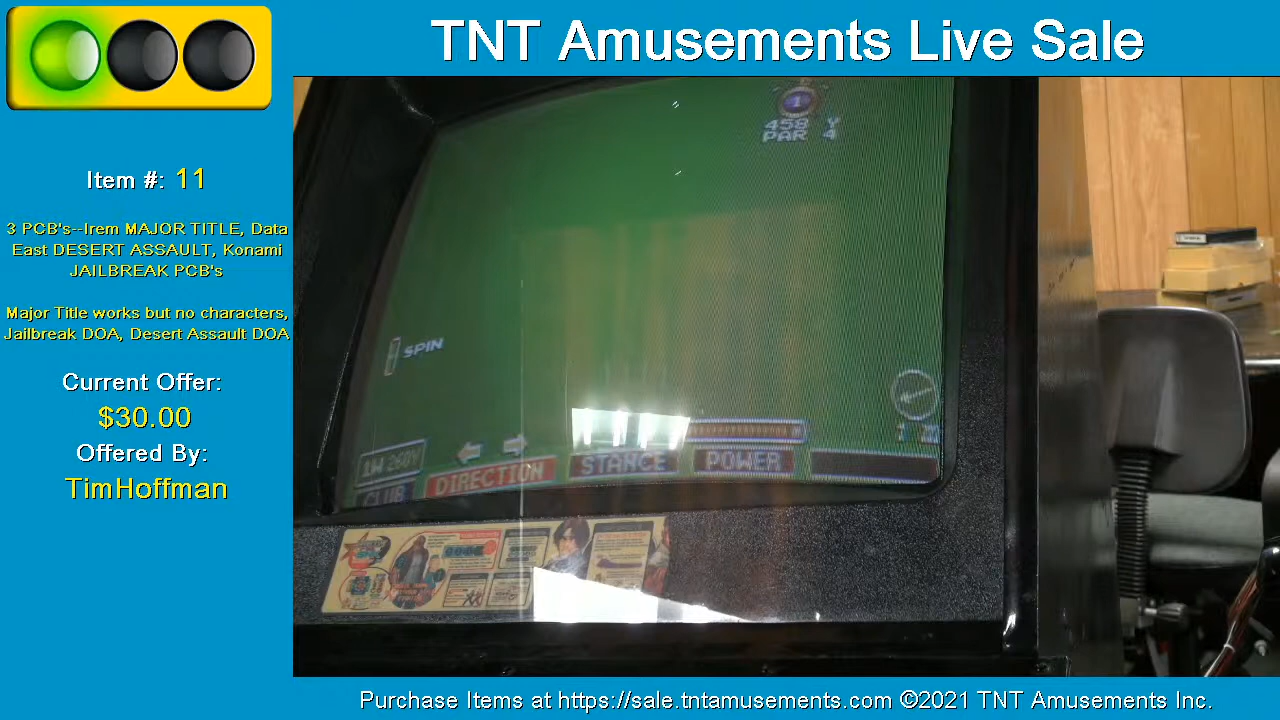 TNT Amusements Live Sale
Item #: 11
3 PCB's--Irem MAJOR TITLE, Data
East DESERT ASSAULT, Konami
JAILBREAK PCB's
Major Title works but no characters,
Jailbreak DOA, Desert Assault DOA
Current Offer:
$30.00
Offered By:
TimHoffman
1
458 Y
PAR 4
SPIN
1W 260Y
CLUB
DIRECTION
STANCE
POWER
Purchase Items at https://sale.tntamusements.com ©2021 TNT Amusements Inc.